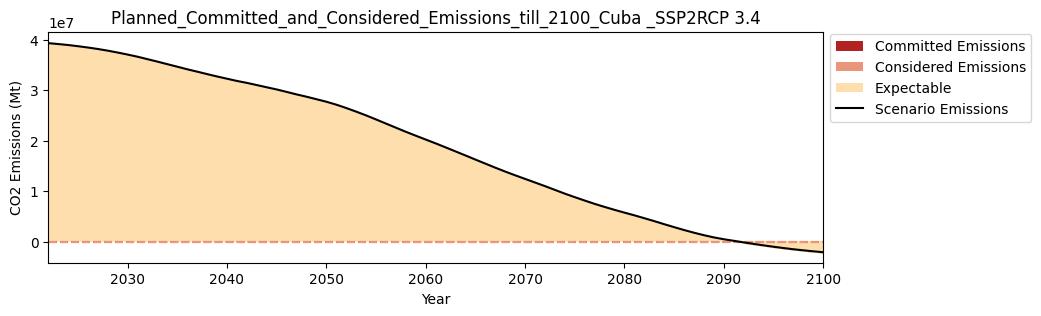 Planned_Committed_and_Considered_Emissions_till_2100_Cuba _SSP2RCP 3.4
1e7
4
3
2
1
0
CO2 Emissions (Mt)
2030 2040 2050 2060 2070 2080 2090 2100
Year
Committed Emissions
Considered Emissions
Expectable
Scenario Emissions